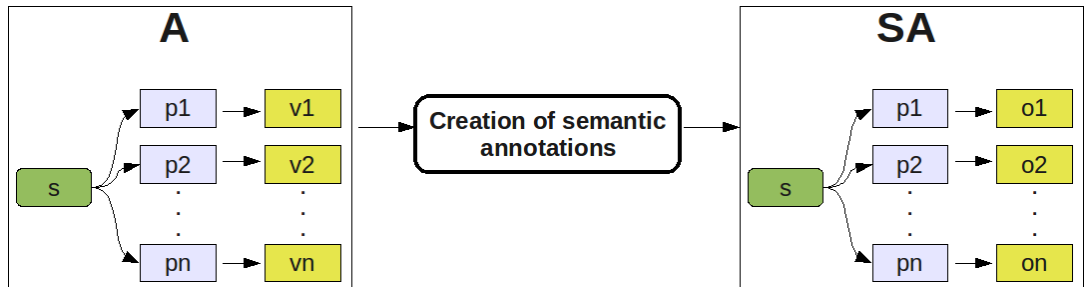 A
s
p1
v1
p2
v2
pn
vn
Creation of semantic
annotations
SA
s
p1
o1
p2
o2
pn
on